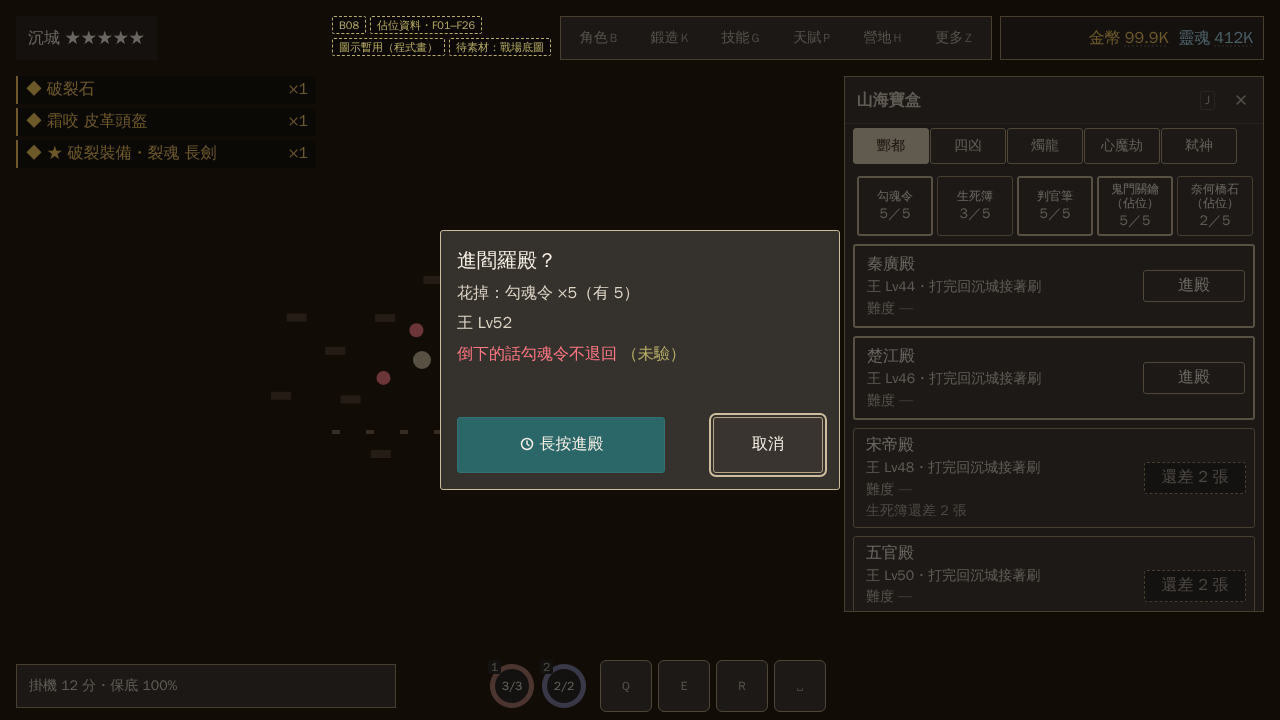 沉城 ★★★★★
B08 佔位資料・F01–F26
圖示暫用（程式畫） 待素材：戰場底圖
角色 B 鍛造 K 技能 G 天賦 P 營地 H 更多 Z
金幣 99.9K 靈魂 412K
◆ 破裂石 ×1
◆ 霜咬 皮革頭盔 ×1
◆ ★ 破裂裝備・裂魂 長劍 ×1
山海寶盒 J ✕
酆都 四凶 燭龍 心魔劫 弒神
勾魂令 5／5
生死簿 3／5
判官筆 5／5
鬼門關鑰（佔位） 5／5
奈何橋石（佔位） 2／5
秦廣殿
王 Lv44・打完回沉城接著刷
難度 —
進殿
楚江殿
王 Lv46・打完回沉城接著刷
難度 —
進殿
宋帝殿
王 Lv48・打完回沉城接著刷
難度 —
生死簿還差 2 張
還差 2 張
五官殿
王 Lv50・打完回沉城接著刷
難度 —
還差 2 張
進閻羅殿？
花掉：勾魂令 ×5（有 5）
王 Lv52
倒下的話勾魂令不退回 （未驗）
長按進殿
取消
掛機 12 分・保底 100%
1 3/3
2 2/2
Q E R ␣